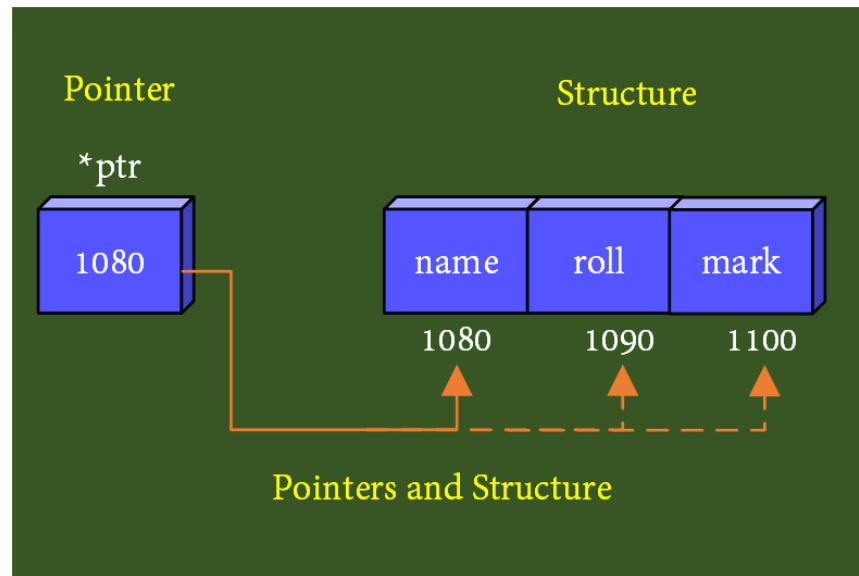 Pointer
Structure
*ptr
1080
name
roll
mark
1080
1090
1100
Pointers and Structure